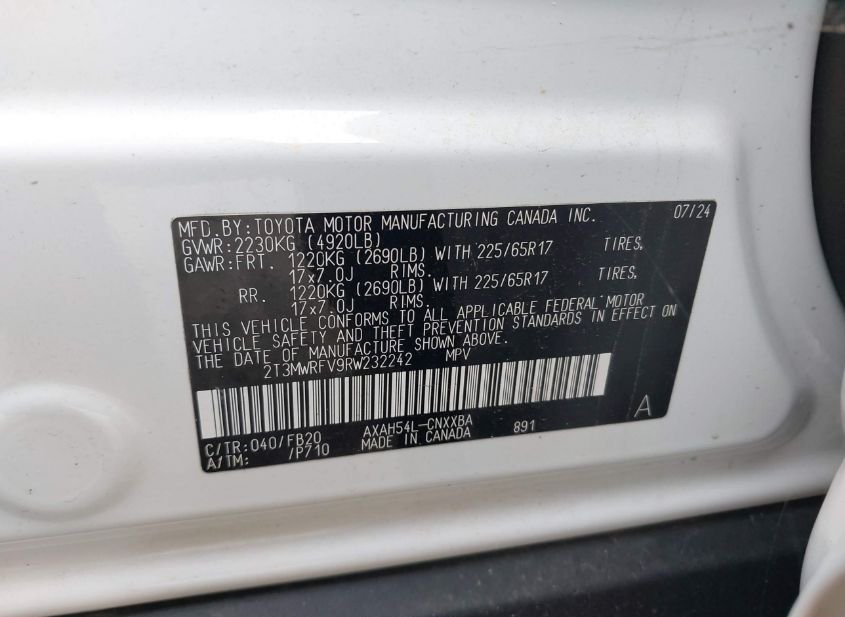 MFD.BY:TOYOTA MOTOR MANUFACTURING CANADA INC. 07/24
GVWR:2230KG (4920LB)
GAWR:FRT. 1220KG (2690LB) WITH 225/65R17 TIRES,
17x7.0J RIMS.
RR. 1220KG (2690LB) WITH 225/65R17 TIRES,
17x7.0J RIMS.
THIS VEHICLE CONFORMS TO ALL APPLICABLE FEDERAL MOTOR
VEHICLE SAFETY AND THEFT PREVENTION STANDARDS IN EFFECT ON
THE DATE OF MANUFACTURE SHOWN ABOVE.
2T3MWRFV9RW232242 MPV
C/TR:040/FB20 AXAH54L-CNXXBA 891 A
A/TM: /P710 MADE IN CANADA